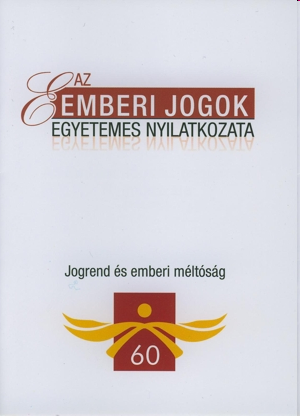 AZ
EMBERI JOGOK
EGYETEMES NYILATKOZATA
Jogrend és emberi méltóság
60